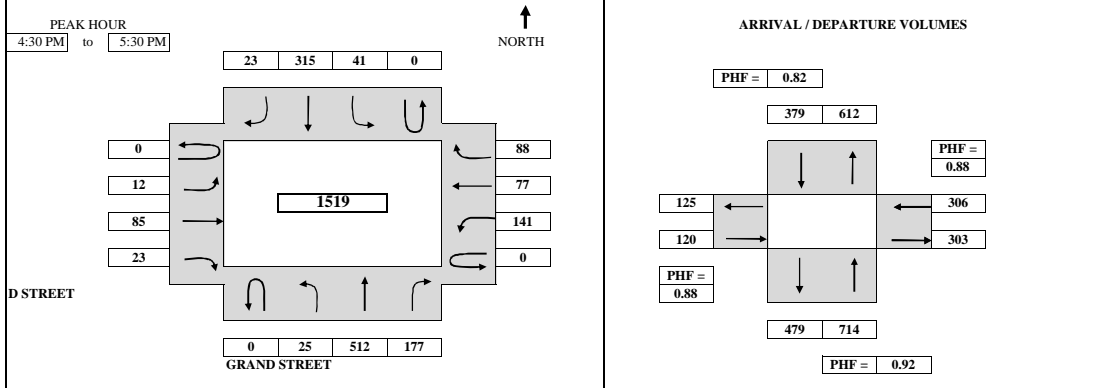 PEAK HOUR
4:30 PM to 5:30 PM
NORTH
23 315 41 0
0
12
85
23
1519
88
77
141
0
D STREET
0 25 512 177
GRAND STREET
ARRIVAL / DEPARTURE VOLUMES
PHF = 0.82
379 612
PHF =
0.88
125
120
306
303
PHF =
0.88
479 714
PHF = 0.92